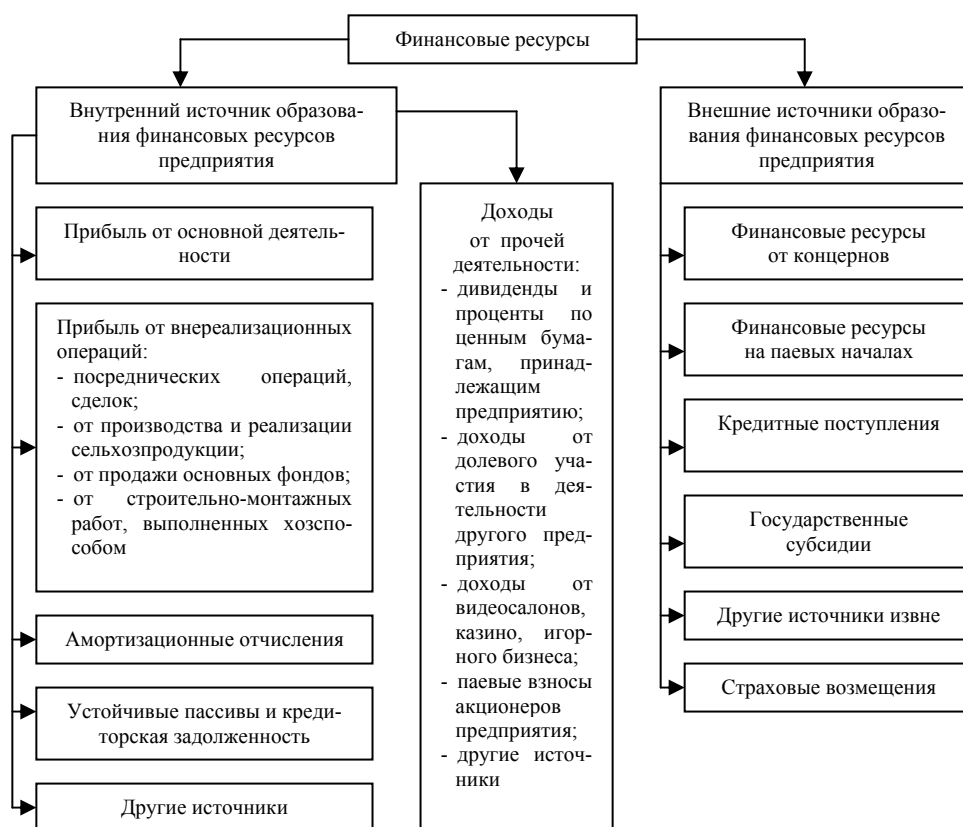 Финансовые ресурсы
Внутренний источник образова-
ния финансовых ресурсов
предприятия
Прибыль от основной деятель-
ности
Прибыль от внереализационных
операций:
- посреднических операций,
сделок;
- от производства и реализации
сельхозпродукции;
- от продажи основных фондов;
- от строительно-монтажных
работ, выполненных хозспо-
собом
Амортизационные отчисления
Устойчивые пассивы и креди-
торская задолженность
Другие источники
Доходы
от прочей
деятельности:
- дивиденды и
проценты по
ценным бума-
гам, принад-
лежащим
предприятию;
- доходы от
долевого уча-
стия в дея-
тельности
другого пред-
приятия;
- доходы от
видеосалонов,
казино, игор-
ного бизнеса;
- паевые взносы
акционеров
предприятия;
- другие источ-
ники
Внешние источники образо-
вания финансовых ресурсов
предприятия
Финансовые ресурсы
от концернов
Финансовые ресурсы
на паевых началах
Кредитные поступления
Государственные
субсидии
Другие источники извне
Страховые возмещения